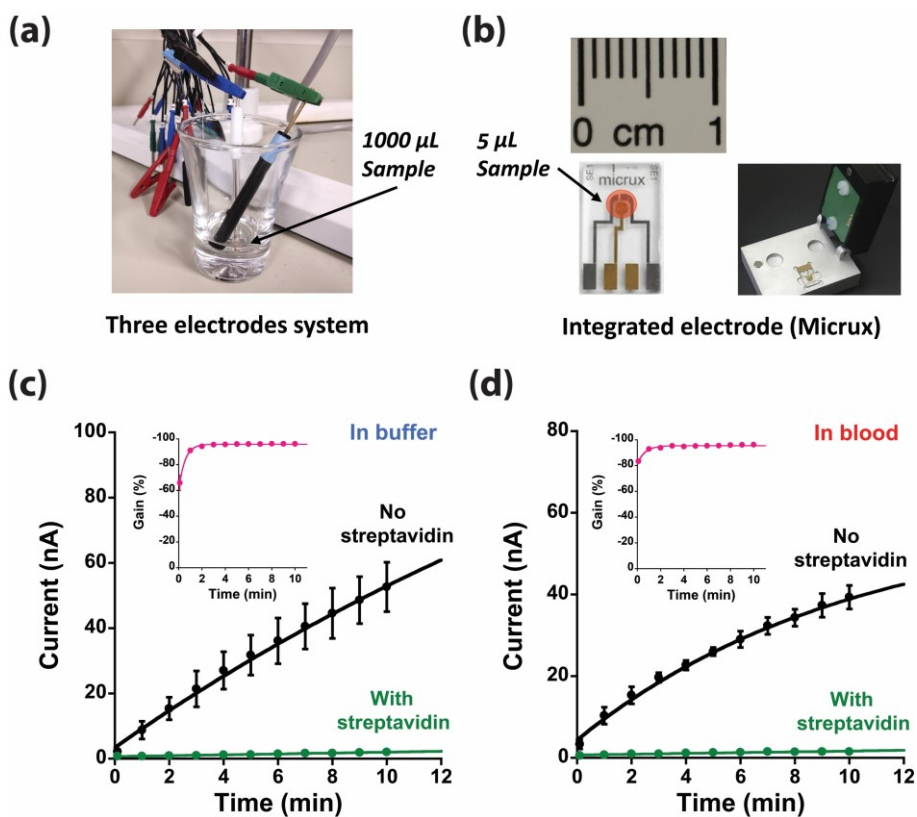 (a)
1000 µL
Sample
Three electrodes system
(b)
0 cm 1
5 µL
Sample
SE1
micrux
SE1
Integrated electrode (Micrux)
(c)
In buffer
No
streptavidin
With
streptavidin
Current (nA)
100
80
60
40
20
0
0 2 4 6 8 10 12
Time (min)
Gain (%)
-100
-80
-60
-40
-20
0
0 2 4 6 8 10
Time (min)
(d)
In blood
No
streptavidin
With
streptavidin
Current (nA)
80
60
40
20
0
0 2 4 6 8 10 12
Time (min)
Gain (%)
-100
-80
-60
-40
-20
0
0 2 4 6 8 10
Time (min)